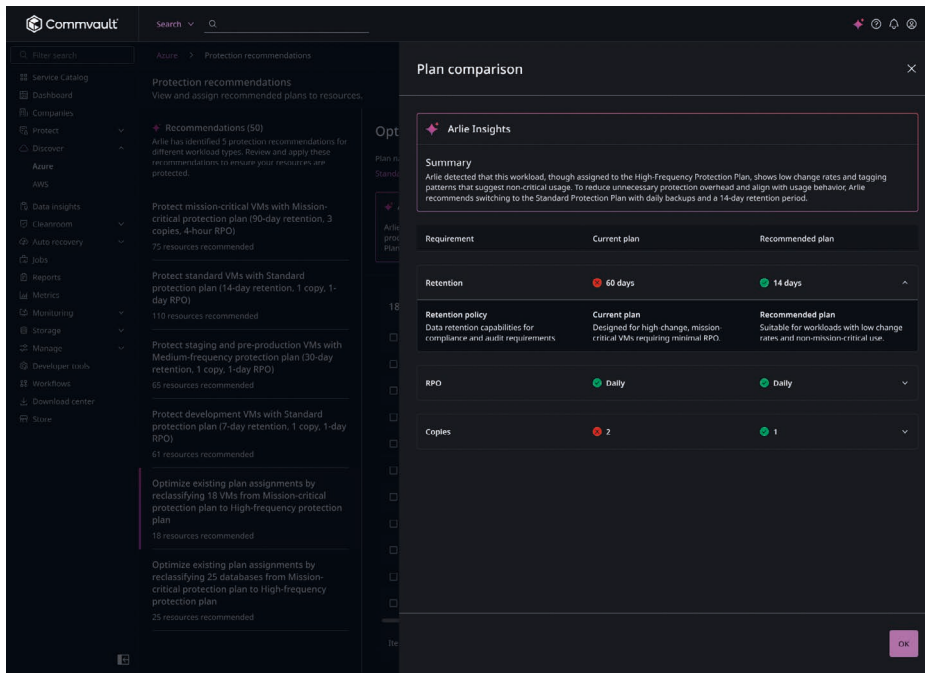 Commvault
Search
Filter search
Service Catalog
Dashboard
Companies
Protect
Discover
Azure
AWS
Data insights
Cleanroom
Auto recovery
Jobs
Reports
Metrics
Monitoring
Storage
Manage
Developer tools
Workflows
Download center
Store
Azure > Protection recommendations
Protection recommendations
View and assign recommended plans to resources.
Recommendations (50)
Arlie has identified 5 protection recommendations for
different workload types. Review and apply these
recommendations to ensure your resources are
protected.
Protect mission-critical VMs with Mission-
critical protection plan (90-day retention, 3
copies, 4-hour RPO)
75 resources recommended
Protect standard VMs with Standard
protection plan (14-day retention, 1 copy, 1-
day RPO)
110 resources recommended
Protect staging and pre-production VMs with
Medium-frequency protection plan (30-day
retention, 1 copy, 1-day RPO)
65 resources recommended
Protect development VMs with Standard
protection plan (7-day retention, 1 copy, 1-day
RPO)
61 resources recommended
Optimize existing plan assignments by
reclassifying 18 VMs from Mission-critical
protection plan to High-frequency protection
plan
18 resources recommended
Optimize existing plan assignments by
reclassifying 25 databases from Mission-
critical protection plan to High-frequency
protection plan
25 resources recommended
Opt
Plan n
Standa
Arlie
pro
Plan
18
Ite
Plan comparison
Arlie Insights
Summary
Arlie detected that this workload, though assigned to the High-Frequency Protection Plan, shows low change rates and tagging
patterns that suggest non-critical usage. To reduce unnecessary protection overhead and align with usage behavior, Arlie
recommends switching to the Standard Protection Plan with daily backups and a 14-day retention period.
Requirement Current plan Recommended plan
Retention 60 days 14 days
Retention policy
Data retention capabilities for
compliance and audit requirements
Current plan
Designed for high-change, mission-
critical VMs requiring minimal RPO.
Recommended plan
Suitable for workloads with low change
rates and non-mission-critical use.
RPO Daily Daily
Copies 2 1
OK